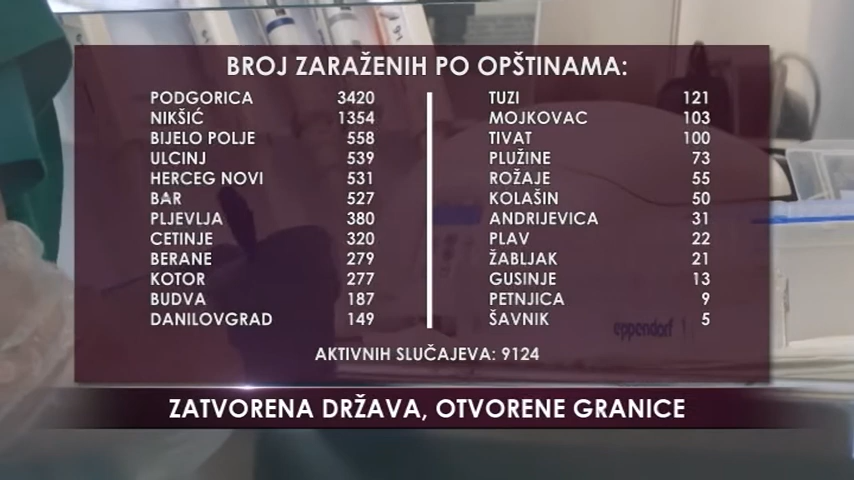 BROJ ZARAŽENIH PO OPŠTINAMA:
PODGORICA 3420
NIKŠIĆ 1354
BIJELO POLJE 558
ULCINJ 539
HERCEG NOVI 531
BAR 527
PLJEVLJA 380
CETINJE 320
BERANE 279
KOTOR 277
BUDVA 187
DANILOVGRAD 149
TUZI 121
MOJKOVAC 103
TIVAT 100
PLUŽINE 73
ROŽAJE 55
KOLAŠIN 50
ANDRIJEVICA 31
PLAV 22
ŽABLJAK 21
GUSINJE 13
PETNJICA 9
ŠAVNIK 5
eppendorf
AKTIVNIH SLUČAJEVA: 9124
ZATVORENA DRŽAVA, OTVORENE GRANICE